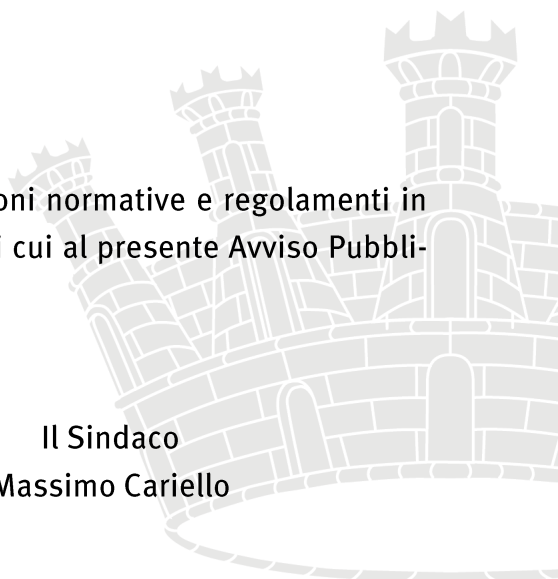 oni normative e regolamenti in
i cui al presente Avviso Pubbli-
Il Sindaco
Massimo Cariello